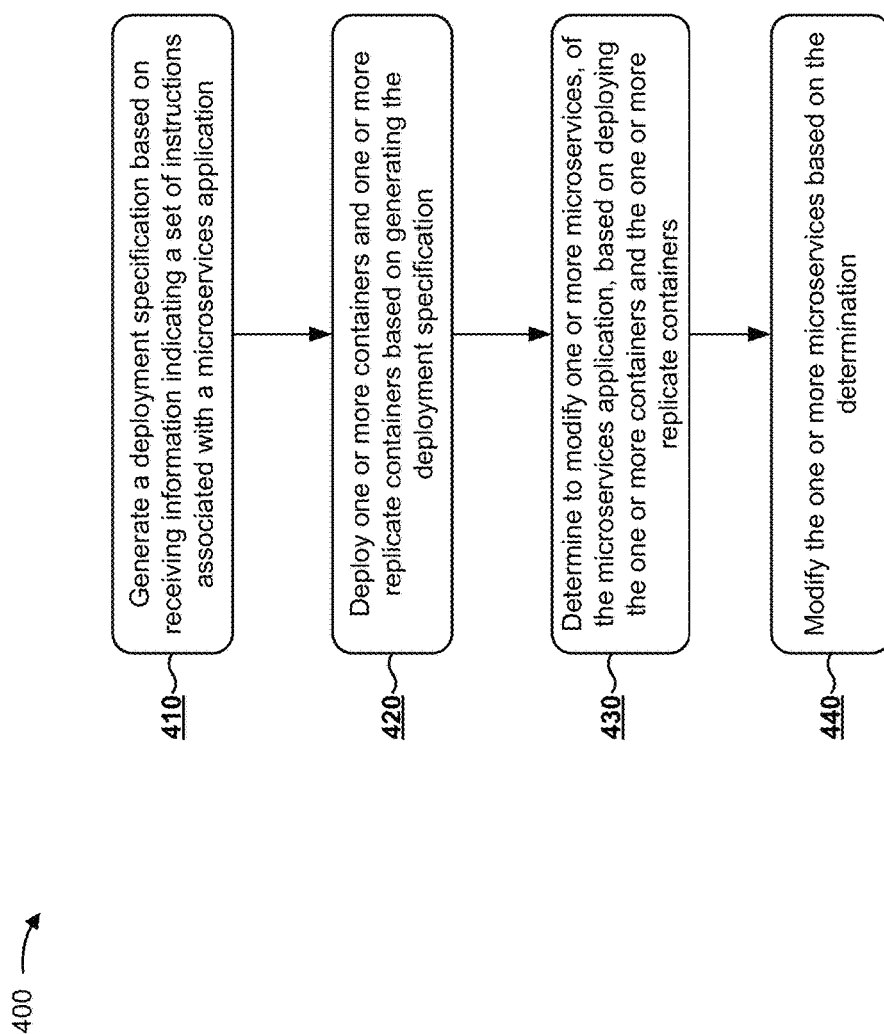 400
410
Generate a deployment specification based on
receiving information indicating a set of instructions
associated with a microservices application
420
Deploy one or more containers and one or more
replicate containers based on generating the
deployment specification
430
Determine to modify one or more microservices, of
the microservices application, based on deploying
the one or more containers and the one or more
replicate containers
440
Modify the one or more microservices based on the
determination